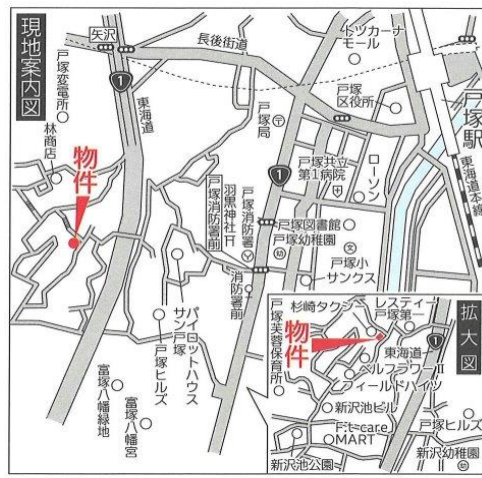 現地案内図
矢沢
長後街道
トツカーナ
モール
戸塚
区役所
戸塚駅
東海道本線
戸塚変電所
林商店
物件
1
東海道
戸塚局
1
戸塚共立
第1病院
ローソン
戸塚消防署前
羽黒神社
戸塚消防署
戸塚図書館
戸塚幼稚園
幼
文
戸塚小
サンクス
消防署前
パイロットハウス
サン戸塚
戸塚ヒルズ
富塚八幡緑地
富塚八幡宮
拡大図
杉崎タクシー
レスティー
戸塚第一
戸塚芙蓉保育所
物件
東海道
1
ベルフラワーⅡ
フィールドハイツ
新沢池ビル
F.t-care
MART
戸塚ヒルズ
新沢池公園
新沢幼稚園
幼